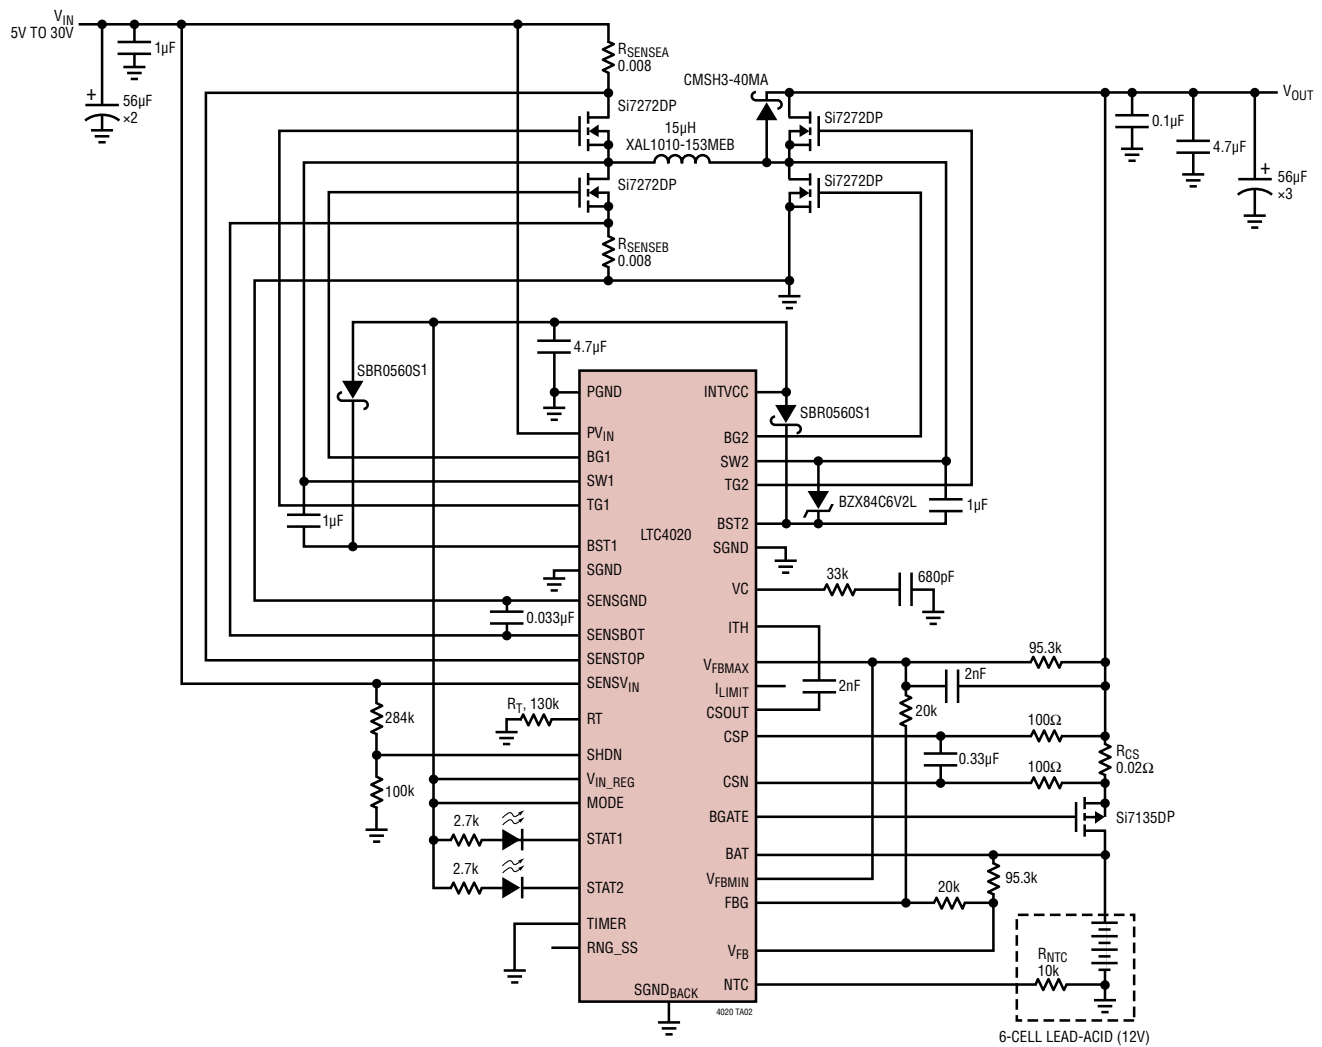 VIN
5V TO 30V
1µF
56µF
×2
+
RSENSEA
0.008
Si7272DP
CMSH3-40MA
15µH
XAL1010-153MEB
Si7272DP
Si7272DP
Si7272DP
RSENSEB
0.008
VOUT
0.1µF
4.7µF
+
56µF
×3
SBR0560S1
4.7µF
SBR0560S1
BZX84C6V2L
1µF
1µF
0.033µF
LTC4020
PGND
PVIN
BG1
SW1
TG1
BST1
SGND
SENSGND
SENSBOT
SENSTOP
SENSVIN
RT
SHDN
VIN_REG
MODE
STAT1
STAT2
TIMER
RNG_SS
SGNDBACK
INTVCC
BG2
SW2
TG2
BST2
SGND
VC
ITH
VFBMAX
ILIMIT
CSOUT
CSP
CSN
BGATE
BAT
VFBMIN
FBG
VFB
NTC
RT, 130k
284k
100k
2.7k
2.7k
33k
680pF
2nF
95.3k
2nF
20k
100Ω
0.33µF
100Ω
RCS
0.02Ω
Si7135DP
95.3k
20k
RNTC
10k
4020 TA02
6-CELL LEAD-ACID (12V)